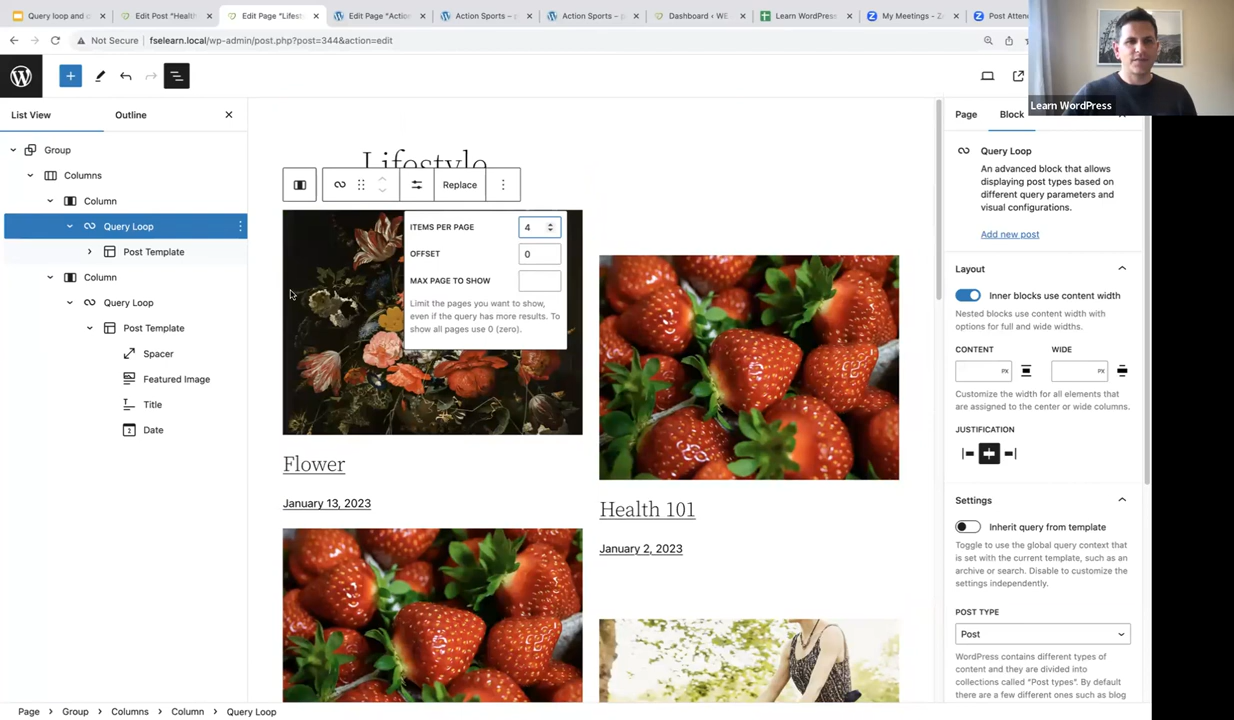 Query loop and c
Edit Post "Health
Edit Page "Lifest
Edit Page "Action
Action Sports – p
Action Sports – p
Dashboard ‹ WE
Learn WordPress
My Meetings - Z
Post Attend
Not Secure
fselearn.local/wp-admin/post.php?post=344&action=edit
Learn WordPress
List View
Outline
Group
Columns
Column
Query Loop
Post Template
Column
Query Loop
Post Template
Spacer
Featured Image
Title
Date
Lifestyle
Replace
ITEMS PER PAGE
4
OFFSET
0
MAX PAGE TO SHOW
Limit the pages you want to show,
even if the query has more results. To
show all pages use 0 (zero).
Flower
January 13, 2023
Health 101
January 2, 2023
Page
Block
Query Loop
An advanced block that allows
displaying post types based on
different query parameters and
visual configurations.
Add new post
Layout
Inner blocks use content width
Nested blocks use content width with
options for full and wide widths.
CONTENT
WIDE
PX
PX
Customize the width for all elements that
are assigned to the center or wide columns.
JUSTIFICATION
Settings
Inherit query from template
Toggle to use the global query context that
is set with the current template, such as an
archive or search. Disable to customize the
settings independently.
POST TYPE
Post
WordPress contains different types of
content and they are divided into
collections called "Post types". By default
there are a few different ones such as blog
Page > Group > Columns > Column > Query Loop